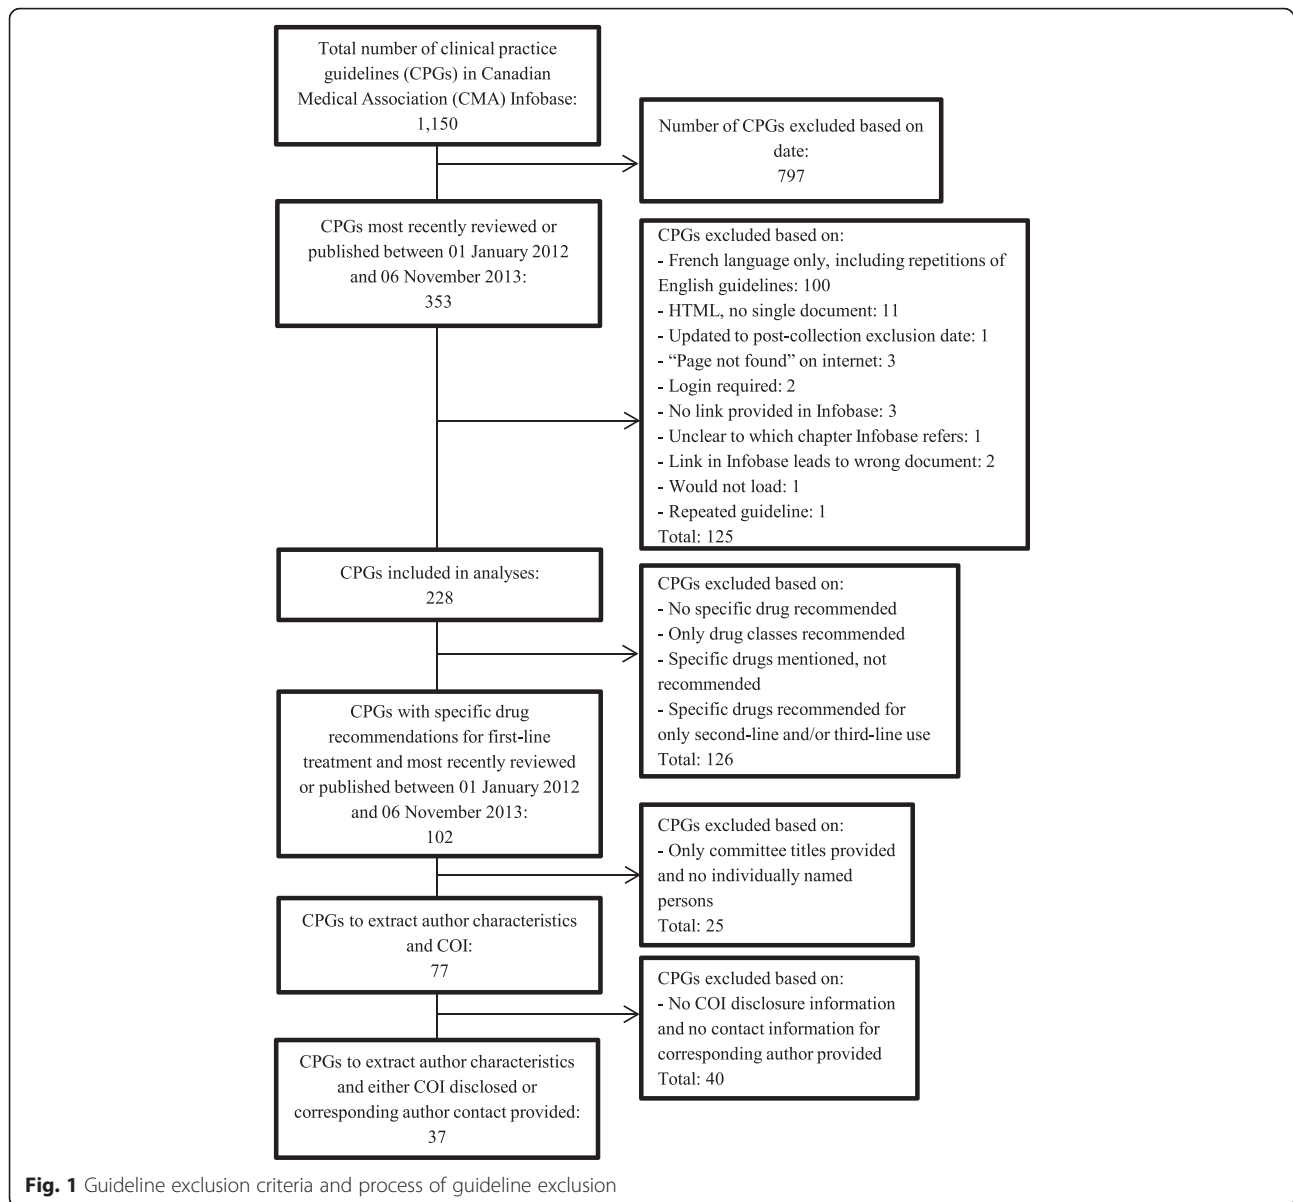 Total number of clinical practice
guidelines (CPGs) in Canadian
Medical Association (CMA) Infobase:
1,150
Number of CPGs excluded based on
date:
797
CPGs most recently reviewed or
published between 01 January 2012
and 06 November 2013:
353
CPGs excluded based on:
- French language only, including repetitions of
English guidelines: 100
- HTML, no single document: 11
- Updated to post-collection exclusion date: 1
- “Page not found” on internet: 3
- Login required: 2
- No link provided in Infobase: 3
- Unclear to which chapter Infobase refers: 1
- Link in Infobase leads to wrong document: 2
- Would not load: 1
- Repeated guideline: 1
Total: 125
CPGs included in analyses:
228
CPGs excluded based on:
- No specific drug recommended
- Only drug classes recommended
- Specific drugs mentioned, not
recommended
- Specific drugs recommended for
only second-line and/or third-line use
Total: 126
CPGs with specific drug
recommendations for first-line
treatment and most recently reviewed
or published between 01 January 2012
and 06 November 2013:
102
CPGs excluded based on:
- Only committee titles provided
and no individually named
persons
Total: 25
CPGs to extract author characteristics
and COI:
77
CPGs excluded based on:
- No COI disclosure information
and no contact information for
corresponding author provided
Total: 40
CPGs to extract author characteristics
and either COI disclosed or
corresponding author contact provided:
37
Fig. 1 Guideline exclusion criteria and process of guideline exclusion